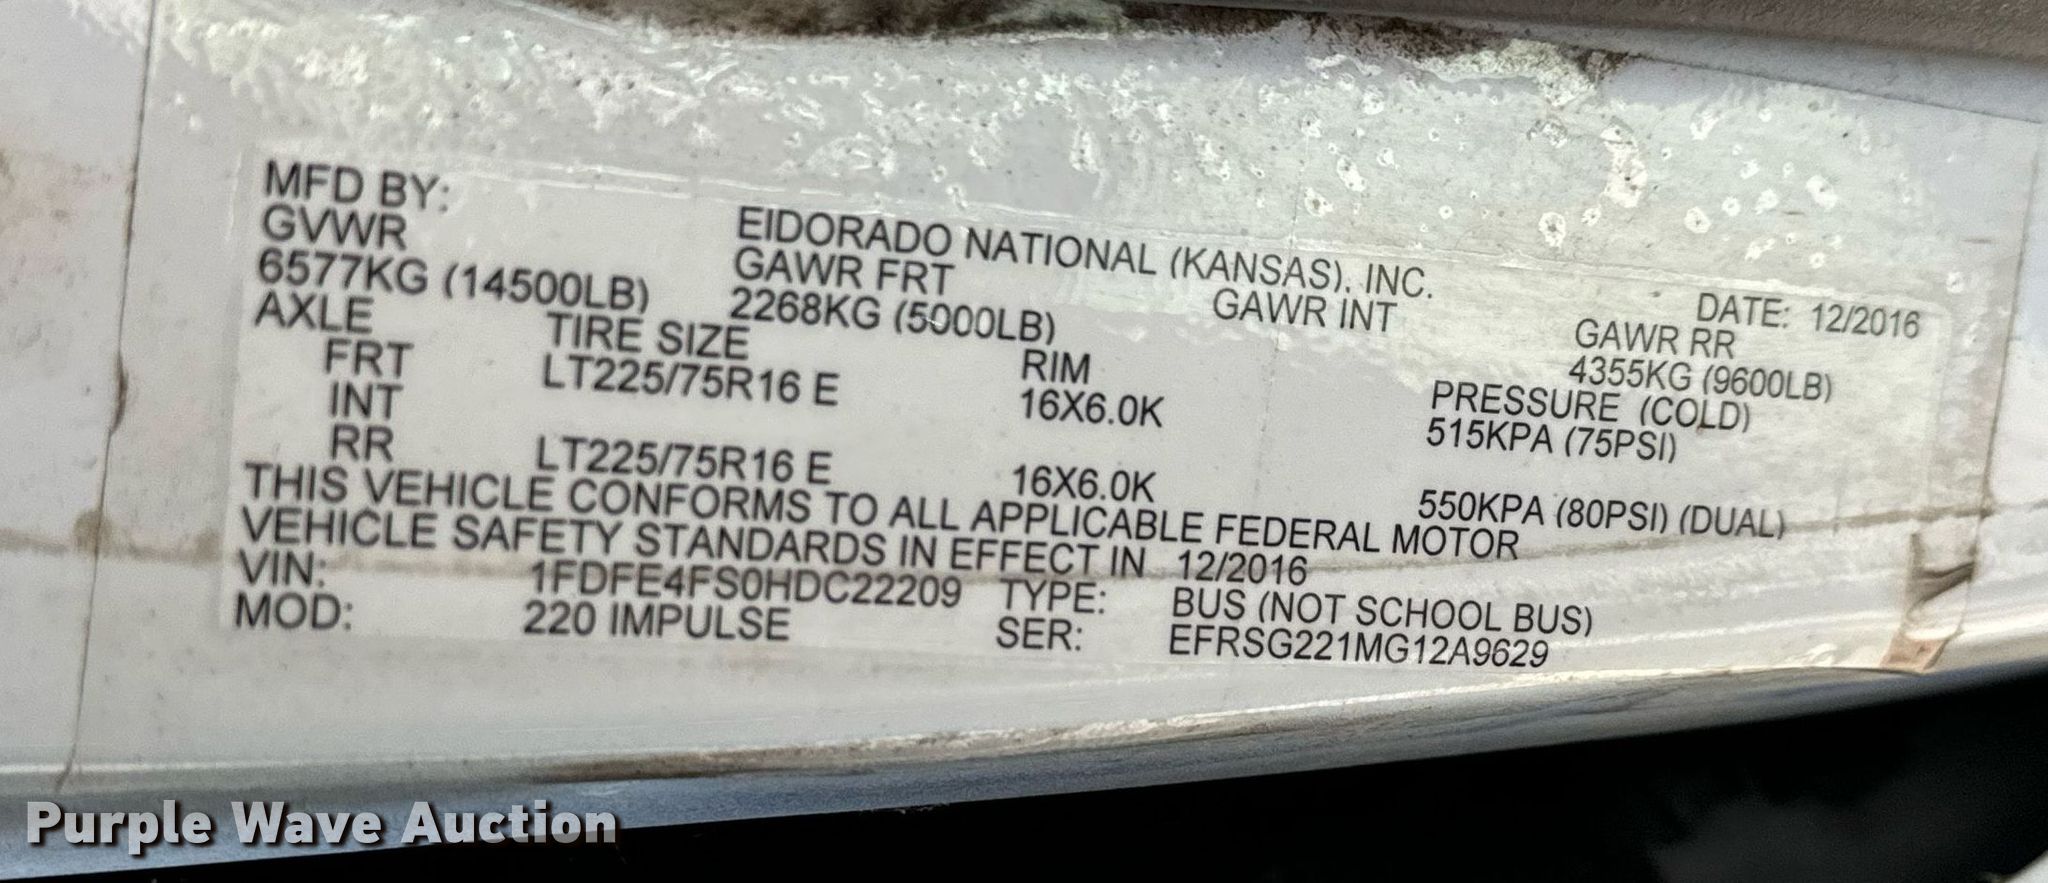 MFD BY: EIDORADO NATIONAL (KANSAS). INC. DATE: 12/2016
GVWR GAWR FRT GAWR INT GAWR RR
6577KG (14500LB) 2268KG (5000LB) 4355KG (9600LB)
AXLE TIRE SIZE RIM PRESSURE (COLD)
FRT LT225/75R16 E 16X6.0K 515KPA (75PSI)
INT
RR LT225/75R16 E 16X6.0K 550KPA (80PSI) (DUAL)
THIS VEHICLE CONFORMS TO ALL APPLICABLE FEDERAL MOTOR
VEHICLE SAFETY STANDARDS IN EFFECT IN 12/2016
VIN: 1FDFE4FS0HDC22209 TYPE: BUS (NOT SCHOOL BUS)
MOD: 220 IMPULSE SER: EFRSG221MG12A9629
Purple Wave Auction